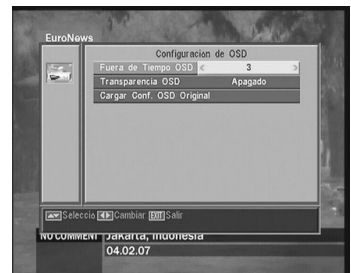 EuroNews
Configuracion de OSD
Fuera de Tiempo OSD < 3 >
Transparencia OSD Apagado
Cargar Conf. OSD Original
Selecció Cambiar EXIT Salir
NO COMMENT Jakarta, Indonesia
04.02.07